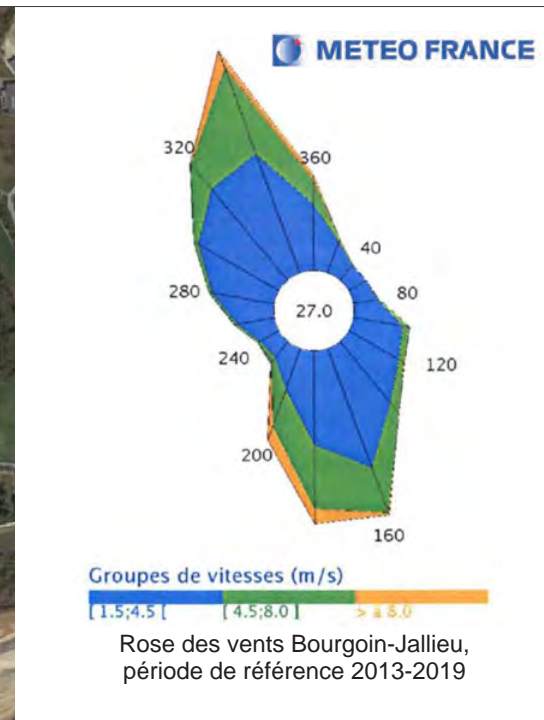 METEO FRANCE
320
360
40
280
27.0
80
240
120
200
160
Groupes de vitesses (m/s)
[ 1.5;4.5 [ [ 4.5;8.0 ] > à 8.0
Rose des vents Bourgoin-Jallieu,
période de référence 2013-2019